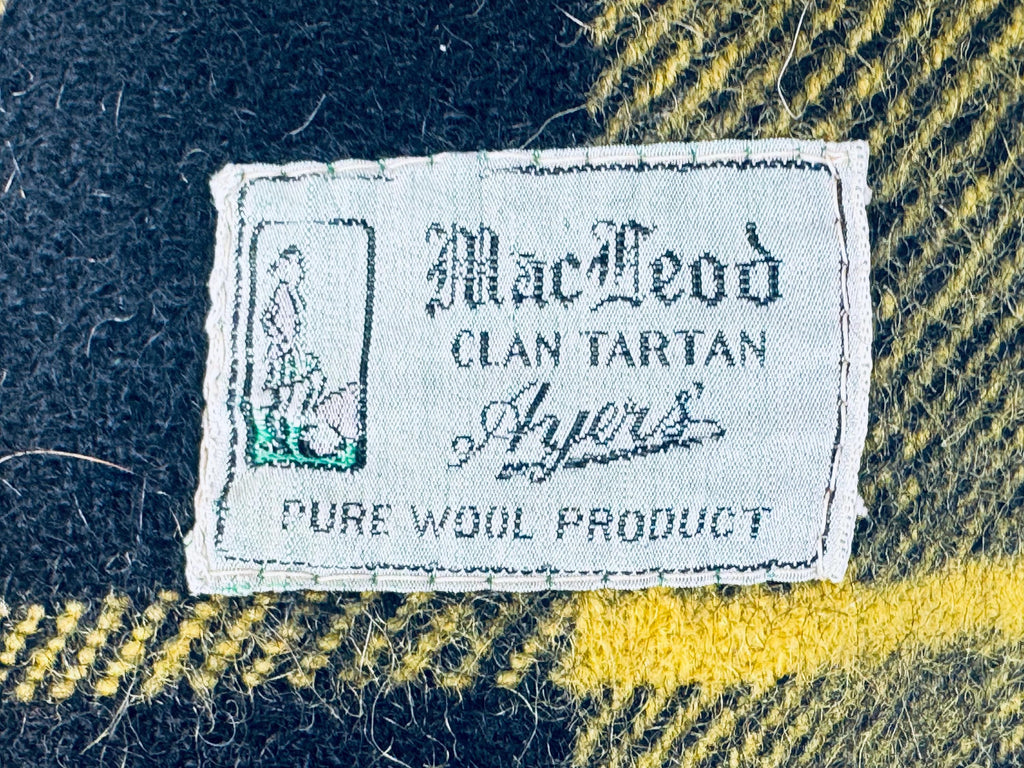 MacLeod
CLAN TARTAN
Ayers'
PURE WOOL PRODUCT